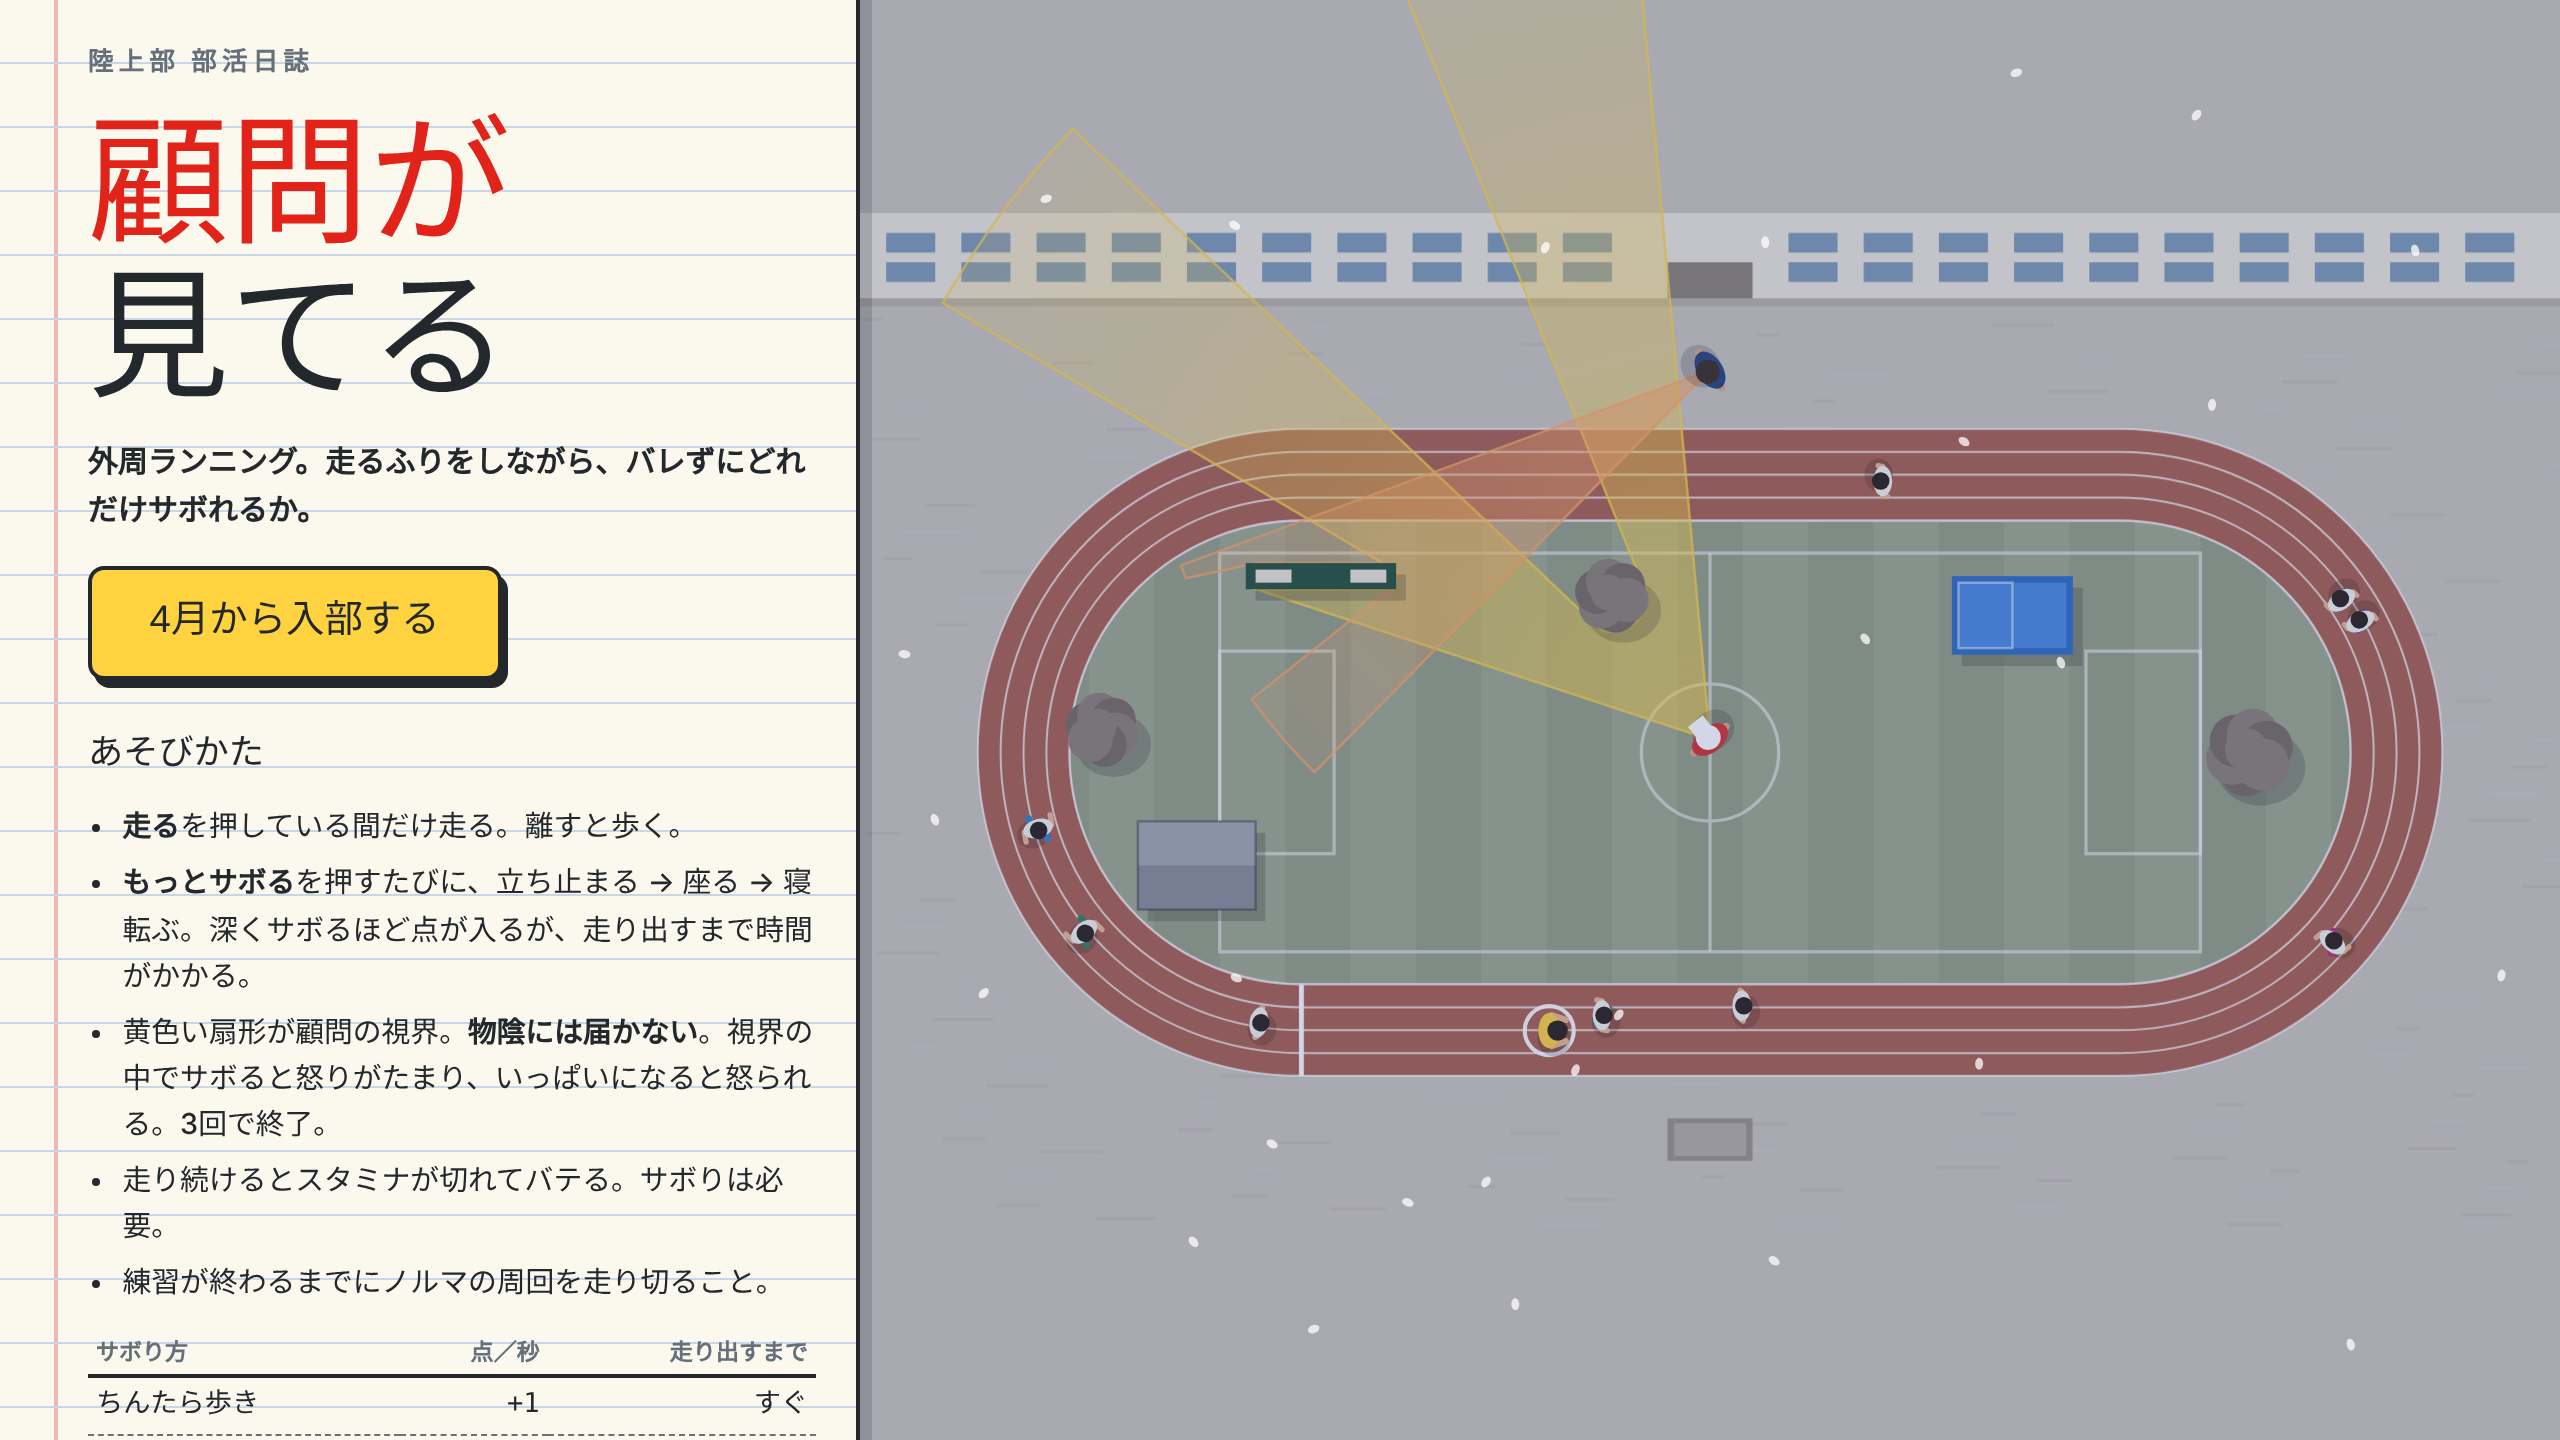 陸上部 部活日誌
顧問が
見てる
外周ランニング。走るふりをしながら、バレずにどれ
だけサボれるか。
4月から入部する
あそびかた
• 走るを押している間だけ走る。離すと歩く。
• もっとサボるを押すたびに、立ち止まる → 座る → 寝
転ぶ。深くサボるほど点が入るが、走り出すまで時間
がかかる。
• 黄色い扇形が顧問の視界。物陰には届かない。視界の
中でサボると怒りがたまり、いっぱいになると怒られ
る。3回で終了。
• 走り続けるとスタミナが切れてバテる。サボりは必
要。
• 練習が終わるまでにノルマの周回を走り切ること。
サボり方 点／秒 走り出すまで
ちんたら歩き +1 すぐ